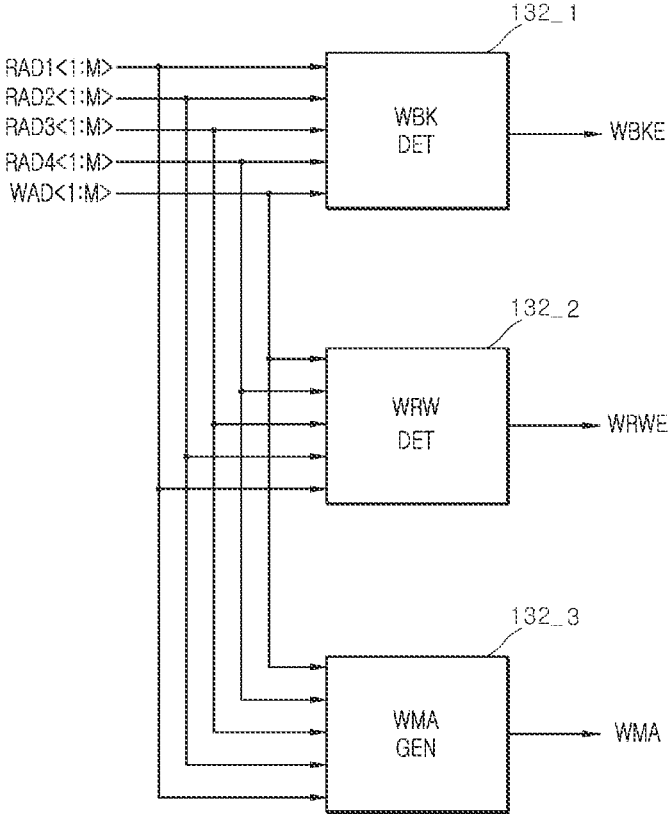 132_1
RAD1<1:M>
RAD2<1:M>
RAD3<1:M>
RAD4<1:M>
WAD<1:M>
WBK
DET
WBKE
132_2
WRW
DET
WRWE
132_3
WMA
GEN
WMA